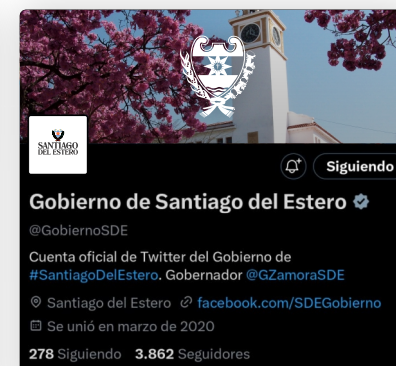 SANTIAGO
DEL ESTERO
Siguiendo
Gobierno de Santiago del Estero
@GobiernoSDE
Cuenta oficial de Twitter del Gobierno de
#SantiagoDelEstero. Gobernador @GZamoraSDE
Santiago del Estero facebook.com/SDEGobierno
Se unió en marzo de 2020
278 Siguiendo 3.862 Seguidores